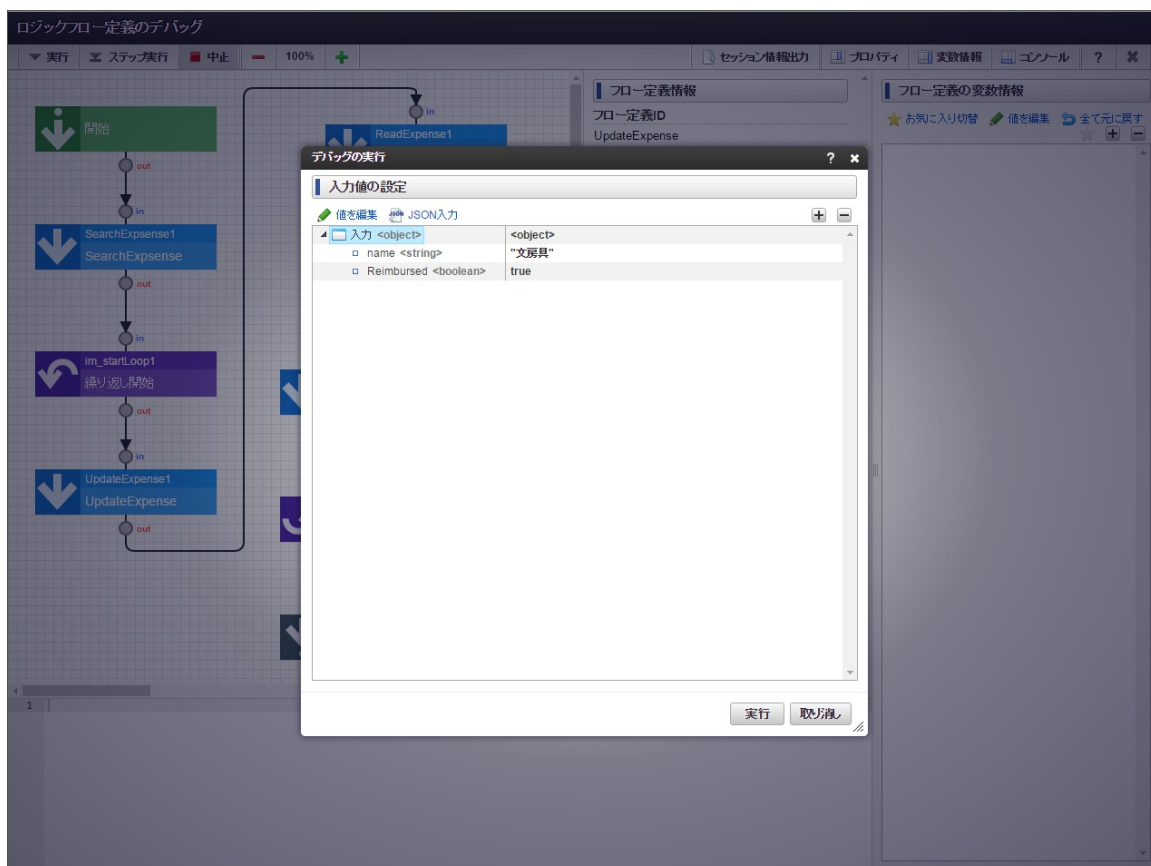 ロジックフロー定義のデバッグ
実行 ステップ実行 中止 100% セッション情報出力 プロパティ 変数情報 コンソール ? ✖
開始
out
in
SearchExpsense1
SearchExpsense
out
in
im_startLoop1
繰り返し開始
out
in
UpdateExpense1
UpdateExpense
out
in
ReadExpense1
フロー定義情報
フロー定義ID
UpdateExpense
フロー定義の変数情報
お気に入り切替 値を編集 全て元に戻す
デバッグの実行 ? ✖
入力値の設定
値を編集 JSON入力
入力 <object> <object>
name <string> "文房具"
Reimbursed <boolean> true
実行 取り消し
1